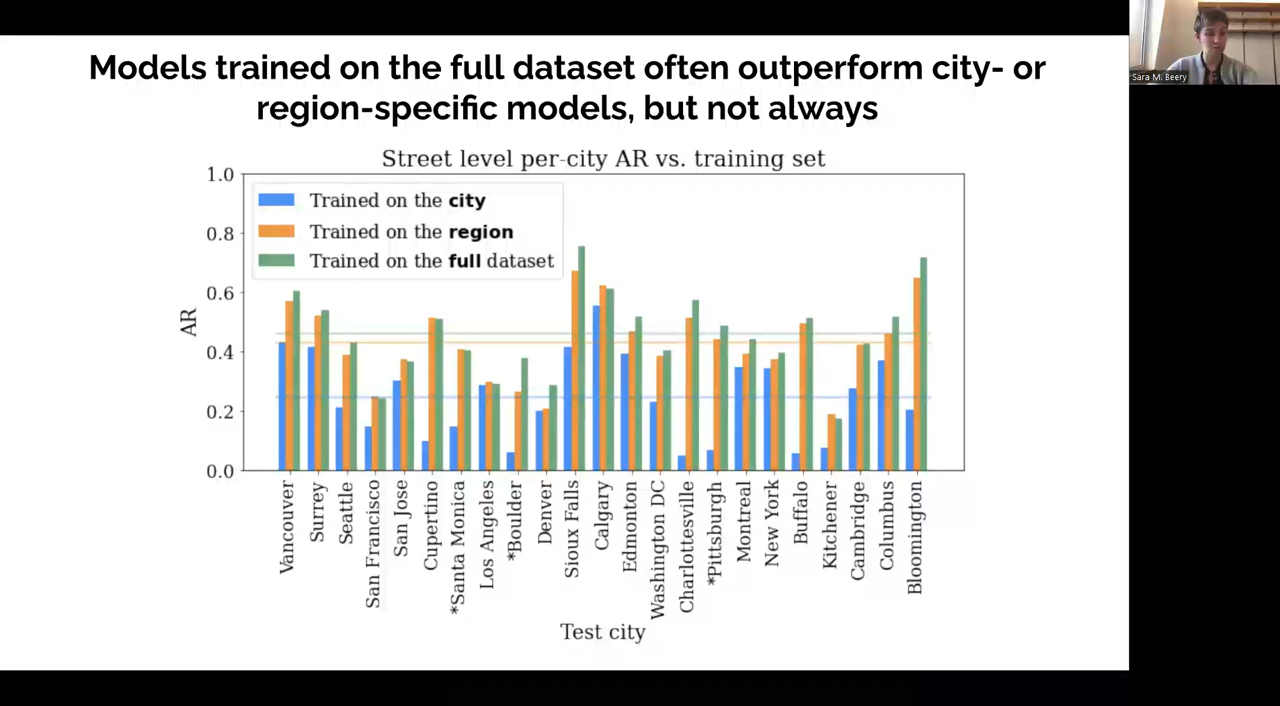 Models trained on the full dataset often outperform city- or
region-specific models, but not always
Sara M. Beery
Street level per-city AR vs. training set
Trained on the city
Trained on the region
Trained on the full dataset
AR
1.0
0.8
0.6
0.4
0.2
0.0
Vancouver
Surrey
Seattle
San Francisco
San Jose
Cupertino
*Santa Monica
Los Angeles
*Boulder
Denver
Sioux Falls
Calgary
Edmonton
Washington DC
Charlottesville
*Pittsburgh
Montreal
New York
Buffalo
Kitchener
Cambridge
Columbus
Bloomington
Test city